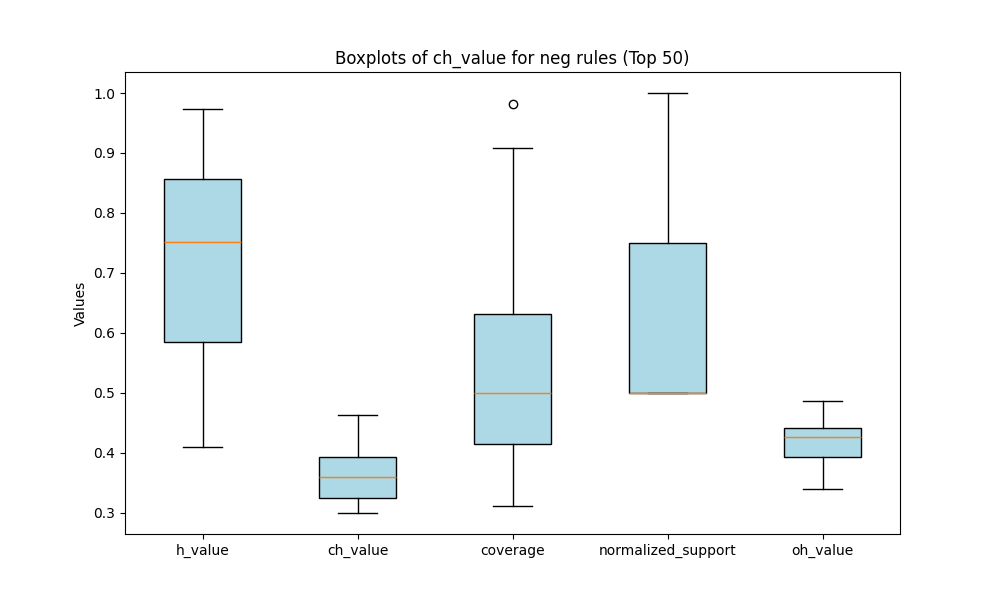 Boxplots of ch_value for neg rules (Top 50)
Values
1.0
0.9
0.8
0.7
0.6
0.5
0.4
0.3
h_value ch_value coverage normalized_support oh_value